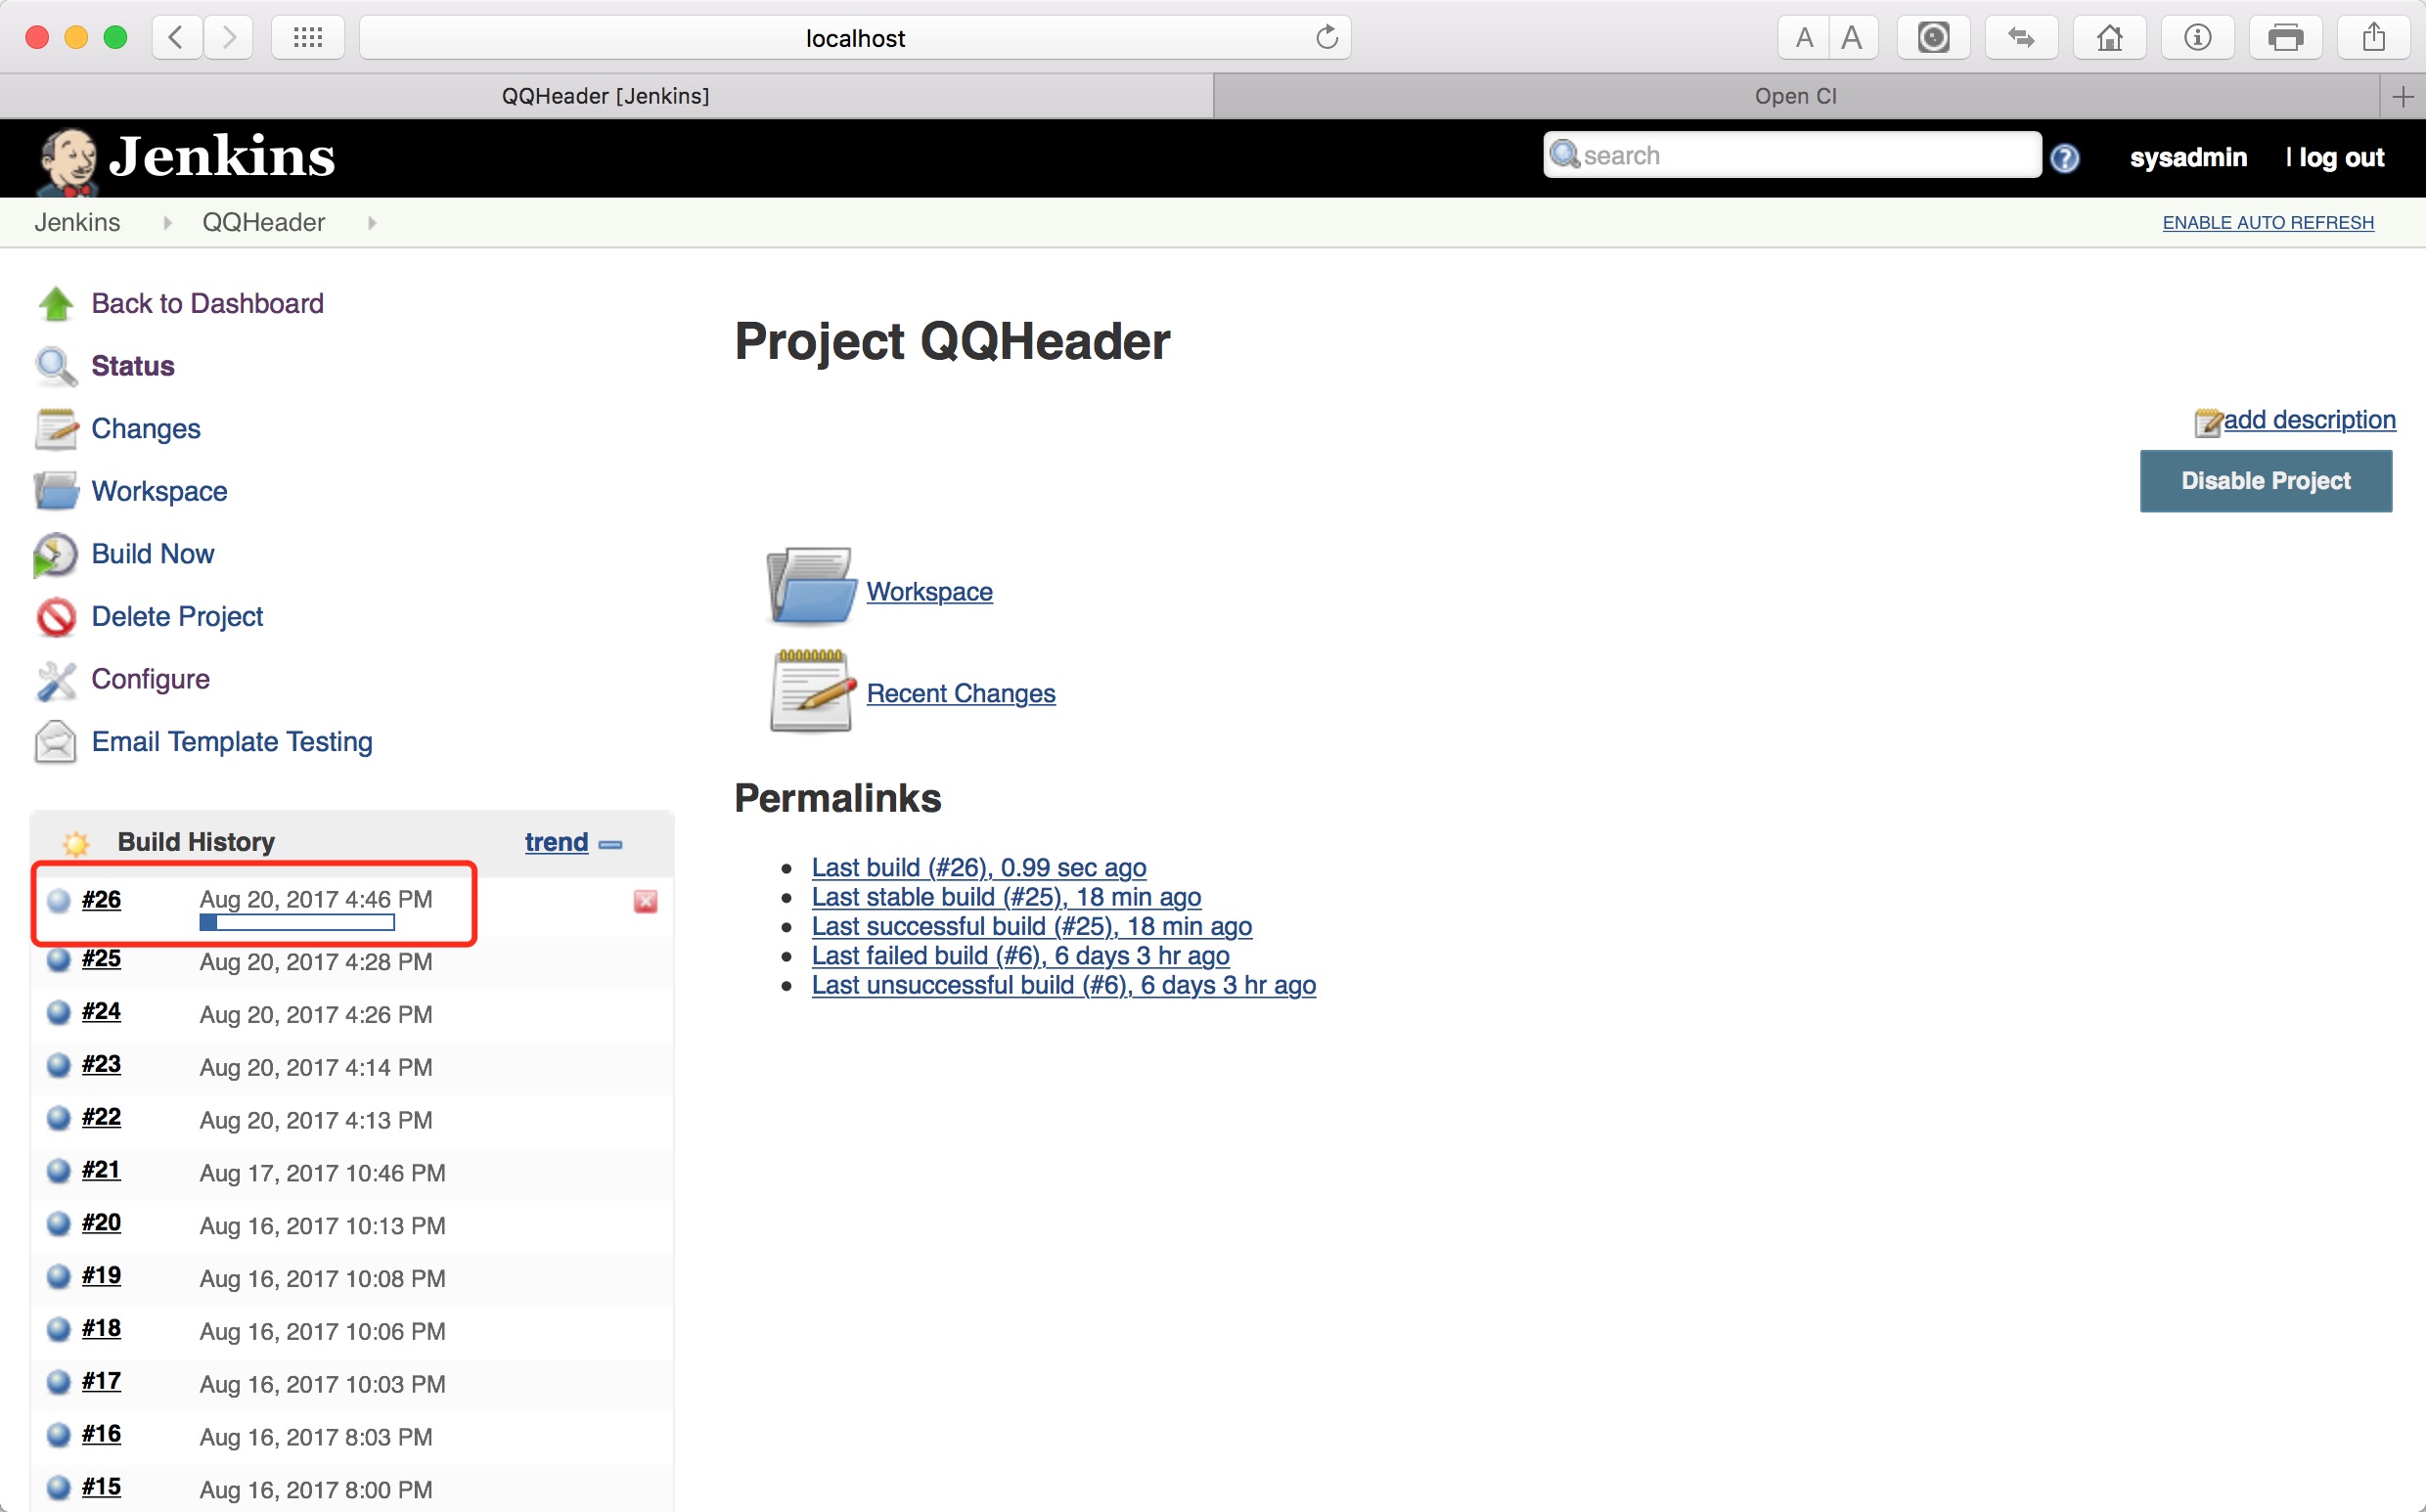 localhost
A A
QQHeader [Jenkins]
Open CI
Jenkins
search
sysadmin
| log out
Jenkins
QQHeader
ENABLE AUTO REFRESH
Back to Dashboard
Status
Changes
Workspace
Build Now
Delete Project
Configure
Email Template Testing
Build History
trend
#26 Aug 20, 2017 4:46 PM
#25 Aug 20, 2017 4:28 PM
#24 Aug 20, 2017 4:26 PM
#23 Aug 20, 2017 4:14 PM
#22 Aug 20, 2017 4:13 PM
#21 Aug 17, 2017 10:46 PM
#20 Aug 16, 2017 10:13 PM
#19 Aug 16, 2017 10:08 PM
#18 Aug 16, 2017 10:06 PM
#17 Aug 16, 2017 10:03 PM
#16 Aug 16, 2017 8:03 PM
#15 Aug 16, 2017 8:00 PM
Project QQHeader
add description
Disable Project
Workspace
Recent Changes
Permalinks
Last build (#26), 0.99 sec ago
Last stable build (#25), 18 min ago
Last successful build (#25), 18 min ago
Last failed build (#6), 6 days 3 hr ago
Last unsuccessful build (#6), 6 days 3 hr ago